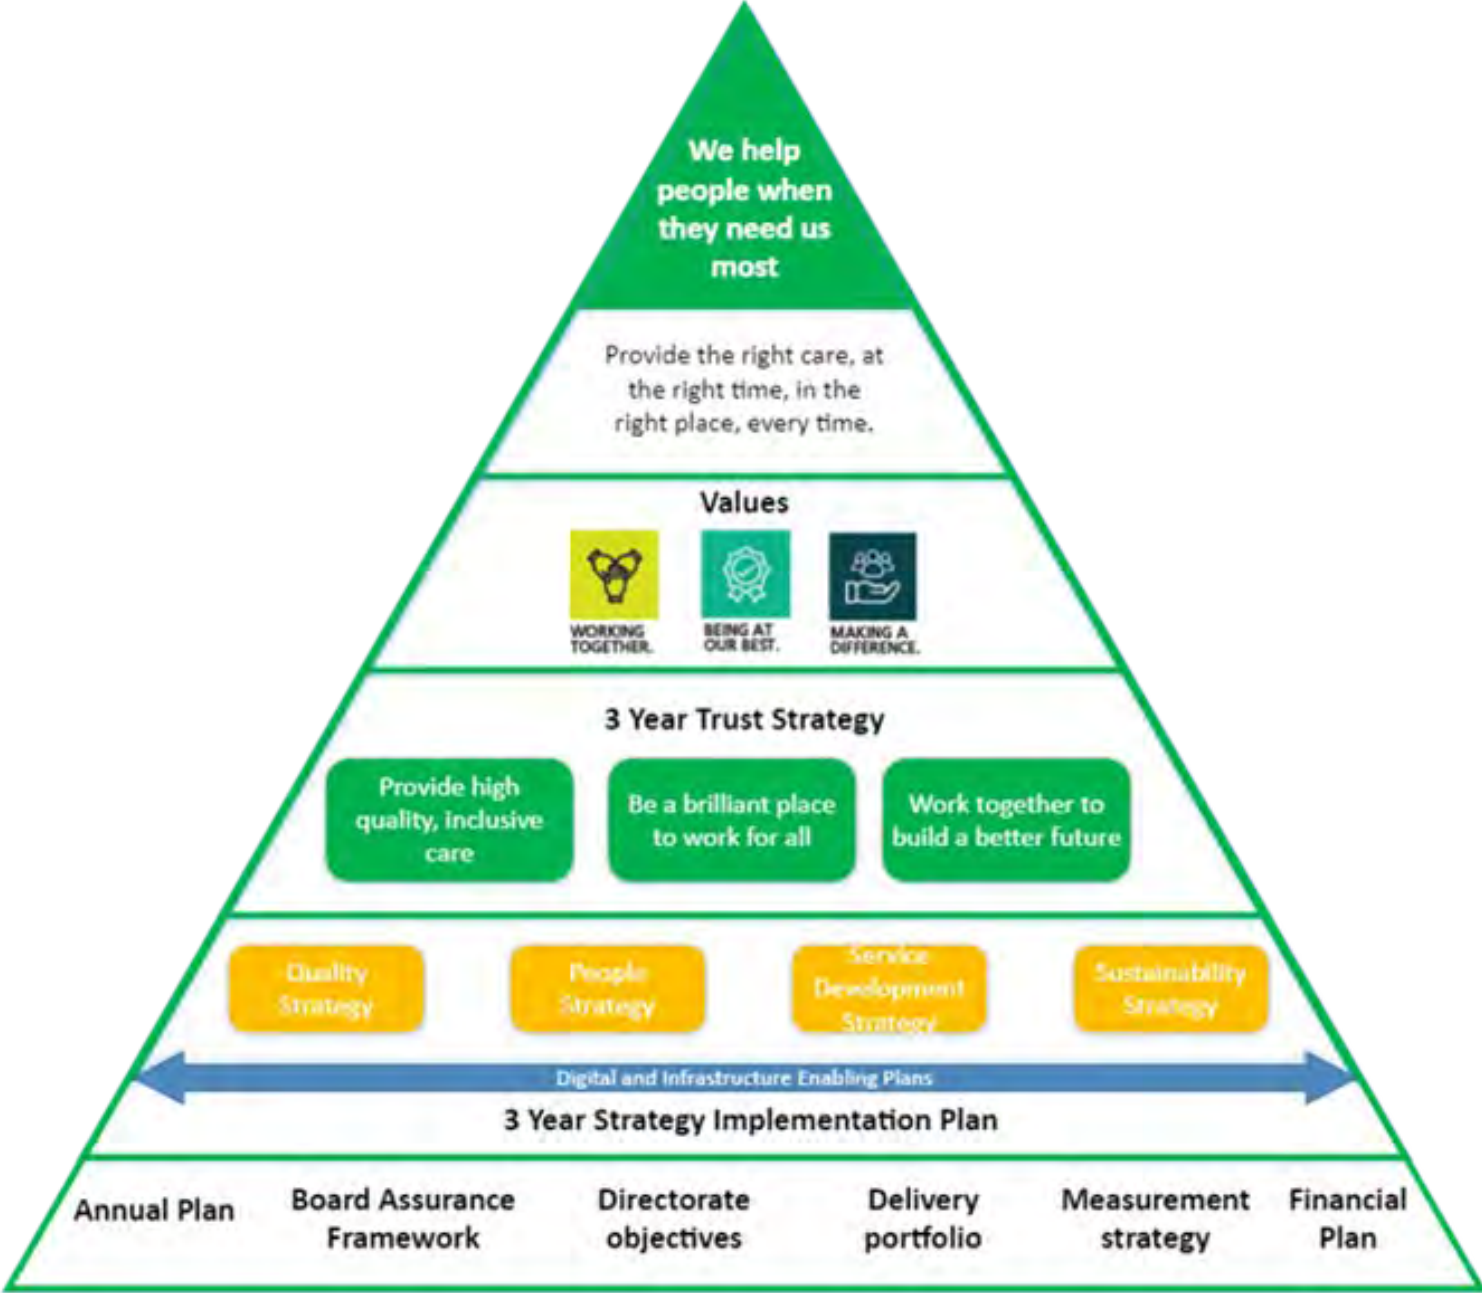 We help
people when
they need us
most
Provide the right care, at
the right time, in the
right place, every time.
Values
WORKING
TOGETHER.
BEING AT
OUR BEST.
MAKING A
DIFFERENCE.
3 Year Trust Strategy
Provide high
quality, inclusive
care
Be a brilliant place
to work for all
Work together to
build a better future
Quality
Strategy
People
Strategy
Service
Development
Strategy
Sustainability
Strategy
Digital and Infrastructure Enabling Plans
3 Year Strategy Implementation Plan
Annual Plan
Board Assurance
Framework
Directorate
objectives
Delivery
portfolio
Measurement
strategy
Financial
Plan